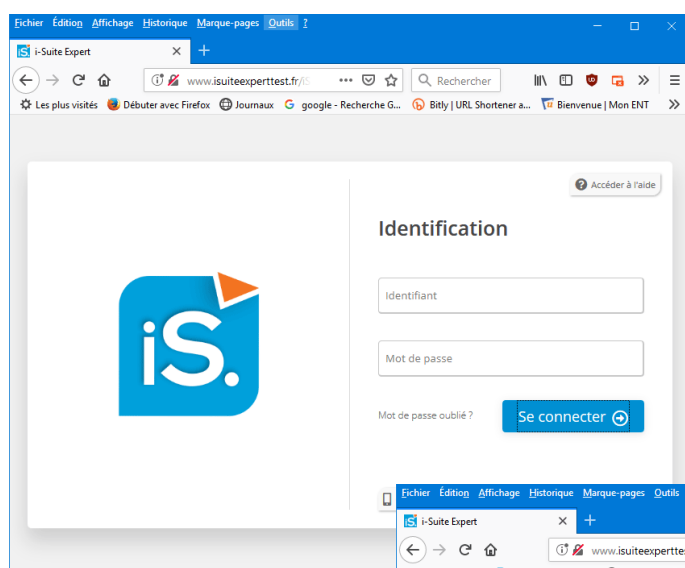 Fichier Édition Affichage Historique Marque-pages Outils ?
i-Suite Expert
www.isuiteexperttest.fr/iS
Rechercher
Les plus visités Débuter avec Firefox Journaux G google - Recherche G... Bitly | URL Shortener a... Bienvenue | Mon ENT
Accéder à l'aide
Identification
Identifiant
iS.
Mot de passe
Mot de passe oublié ?
Se connecter
Fichier Édition Affichage Historique Marque-pages Outils
i-Suite Expert
www.isuiteexperttes